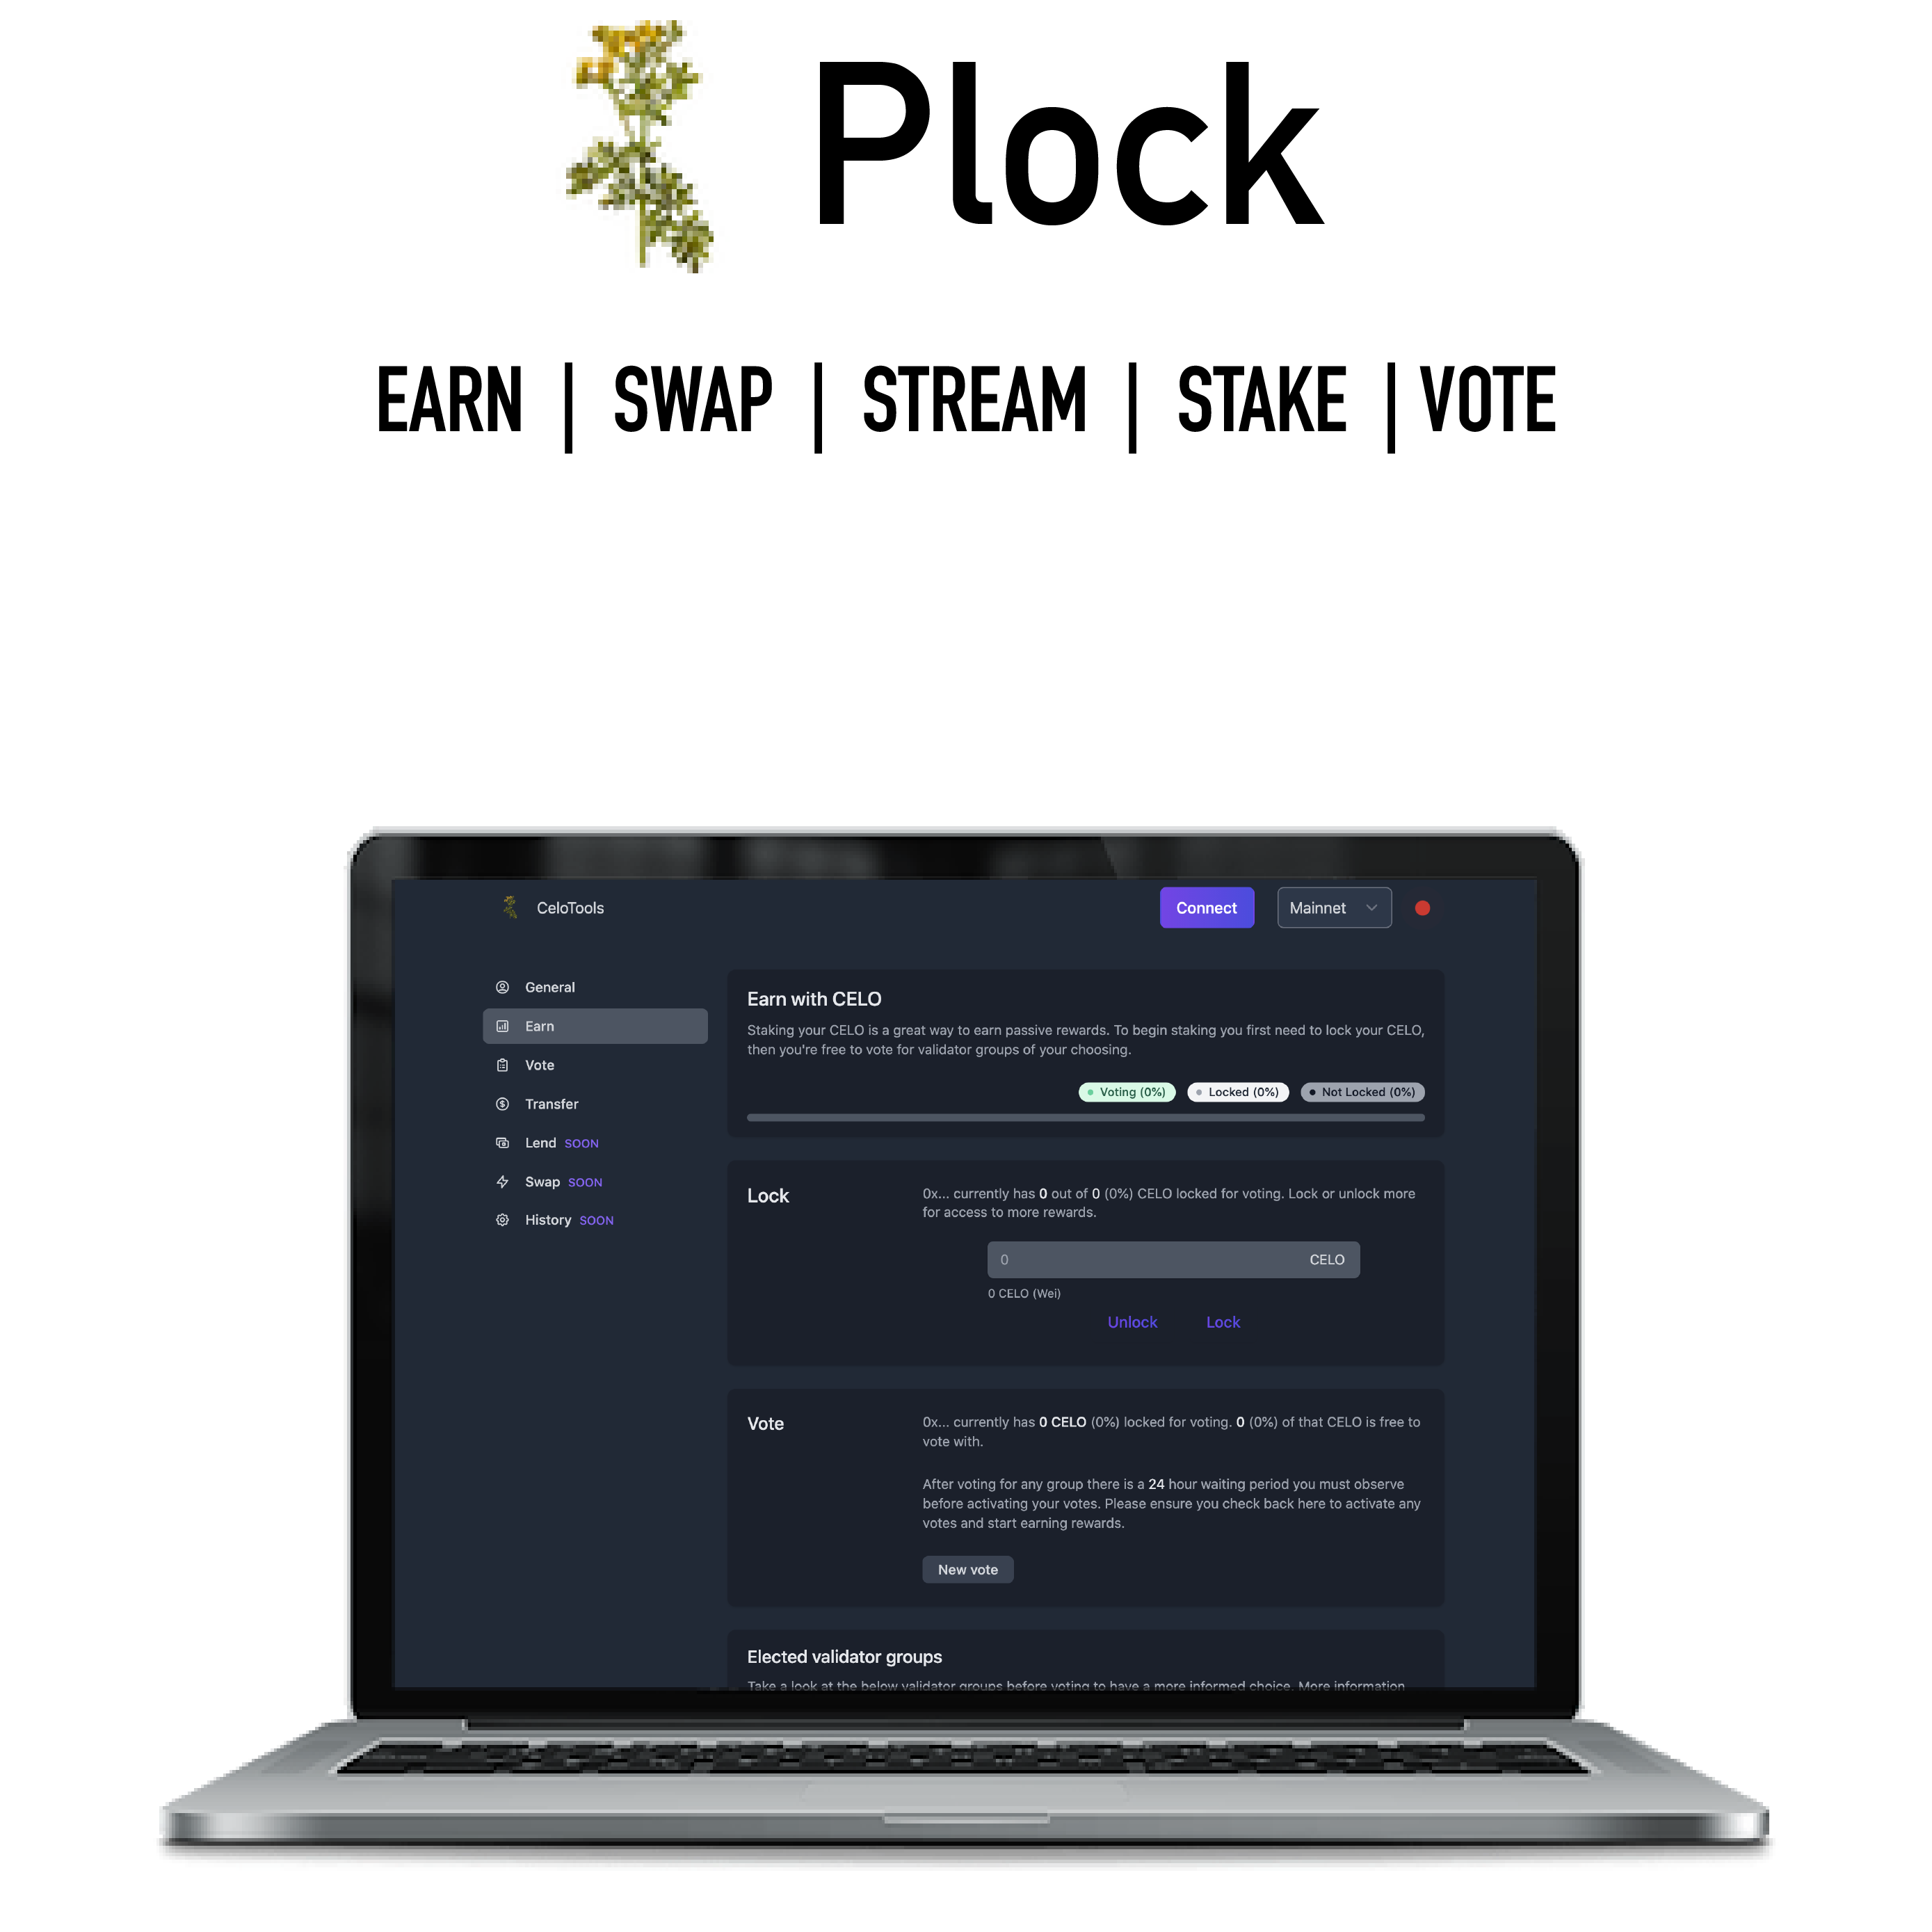 Plock
EARN | SWAP | STREAM | STAKE | VOTE
CeloTools
Connect
Mainnet
General
Earn
Vote
Transfer
Lend SOON
Swap SOON
History SOON
Earn with CELO
Staking your CELO is a great way to earn passive rewards. To begin staking you first need to lock your CELO,
then you're free to vote for validator groups of your choosing.
Voting (0%)
Locked (0%)
Not Locked (0%)
Lock
0x... currently has 0 out of 0 (0%) CELO locked for voting. Lock or unlock more
for access to more rewards.
0 CELO
0 CELO (Wei)
Unlock Lock
Vote
0x... currently has 0 CELO (0%) locked for voting. 0 (0%) of that CELO is free to
vote with.
After voting for any group there is a 24 hour waiting period you must observe
before activating your votes. Please ensure you check back here to activate any
votes and start earning rewards.
New vote
Elected validator groups
Take a look at the below validator groups before voting to have a more informed choice. More information